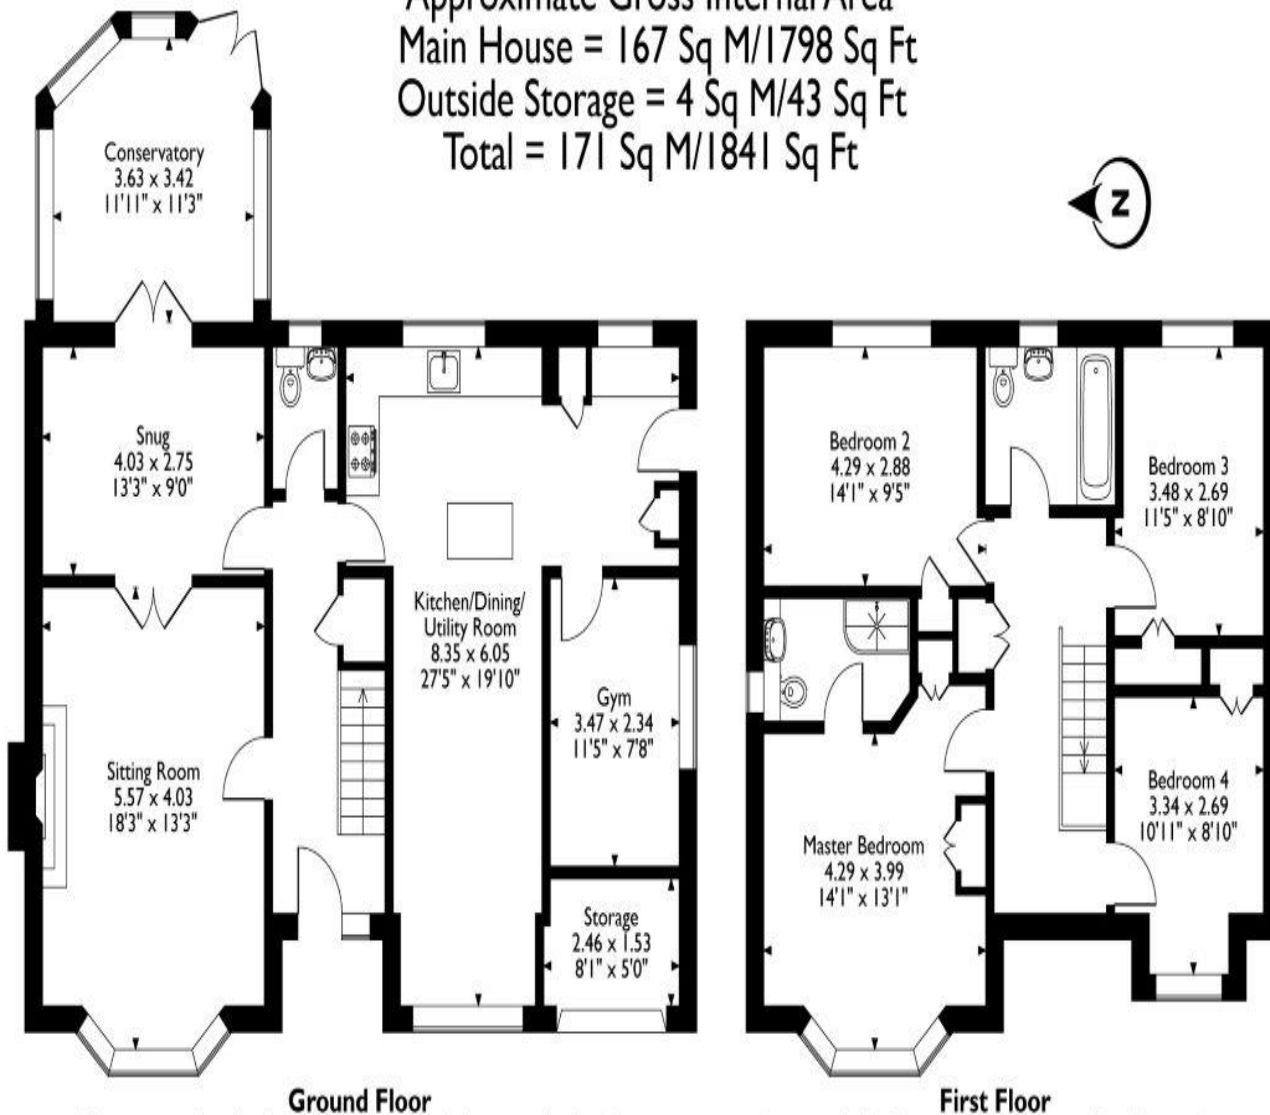 Approximate Gross Internal Area
Main House = 167 Sq M/1798 Sq Ft
Outside Storage = 4 Sq M/43 Sq Ft
Total = 171 Sq M/1841 Sq Ft
Conservatory
3.63 x 3.42
11'11" x 11'3"
N
Snug
4.03 x 2.75
13'3" x 9'0"
Kitchen/Dining/
Utility Room
8.35 x 6.05
27'5" x 19'10"
Gym
3.47 x 2.34
11'5" x 7'8"
Sitting Room
5.57 x 4.03
18'3" x 13'3"
Storage
2.46 x 1.53
8'1" x 5'0"
Bedroom 2
4.29 x 2.88
14'1" x 9'5"
Bedroom 3
3.48 x 2.69
11'5" x 8'10"
Master Bedroom
4.29 x 3.99
14'1" x 13'1"
Bedroom 4
3.34 x 2.69
10'11" x 8'10"
Ground Floor
First Floor